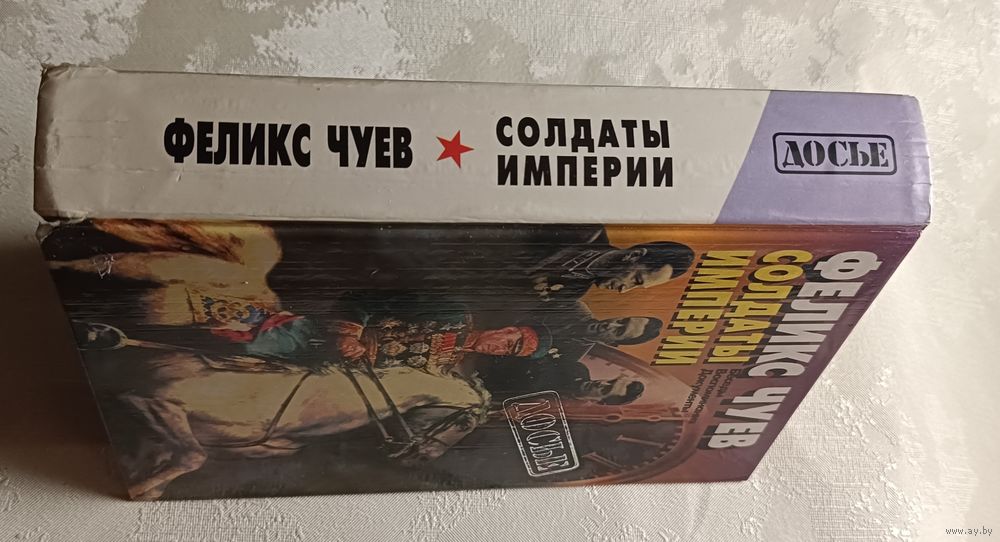 ФЕЛИКС ЧУЕВ
СОЛДАТЫ
ИМПЕРИИ
ДОСЬЕ
ФЕЛИКС ЧУЕВ
СОЛДАТЫ
ИМПЕРИИ
Беседы
Воспоминания
Документы
ДОСЬЕ
www.ay.by